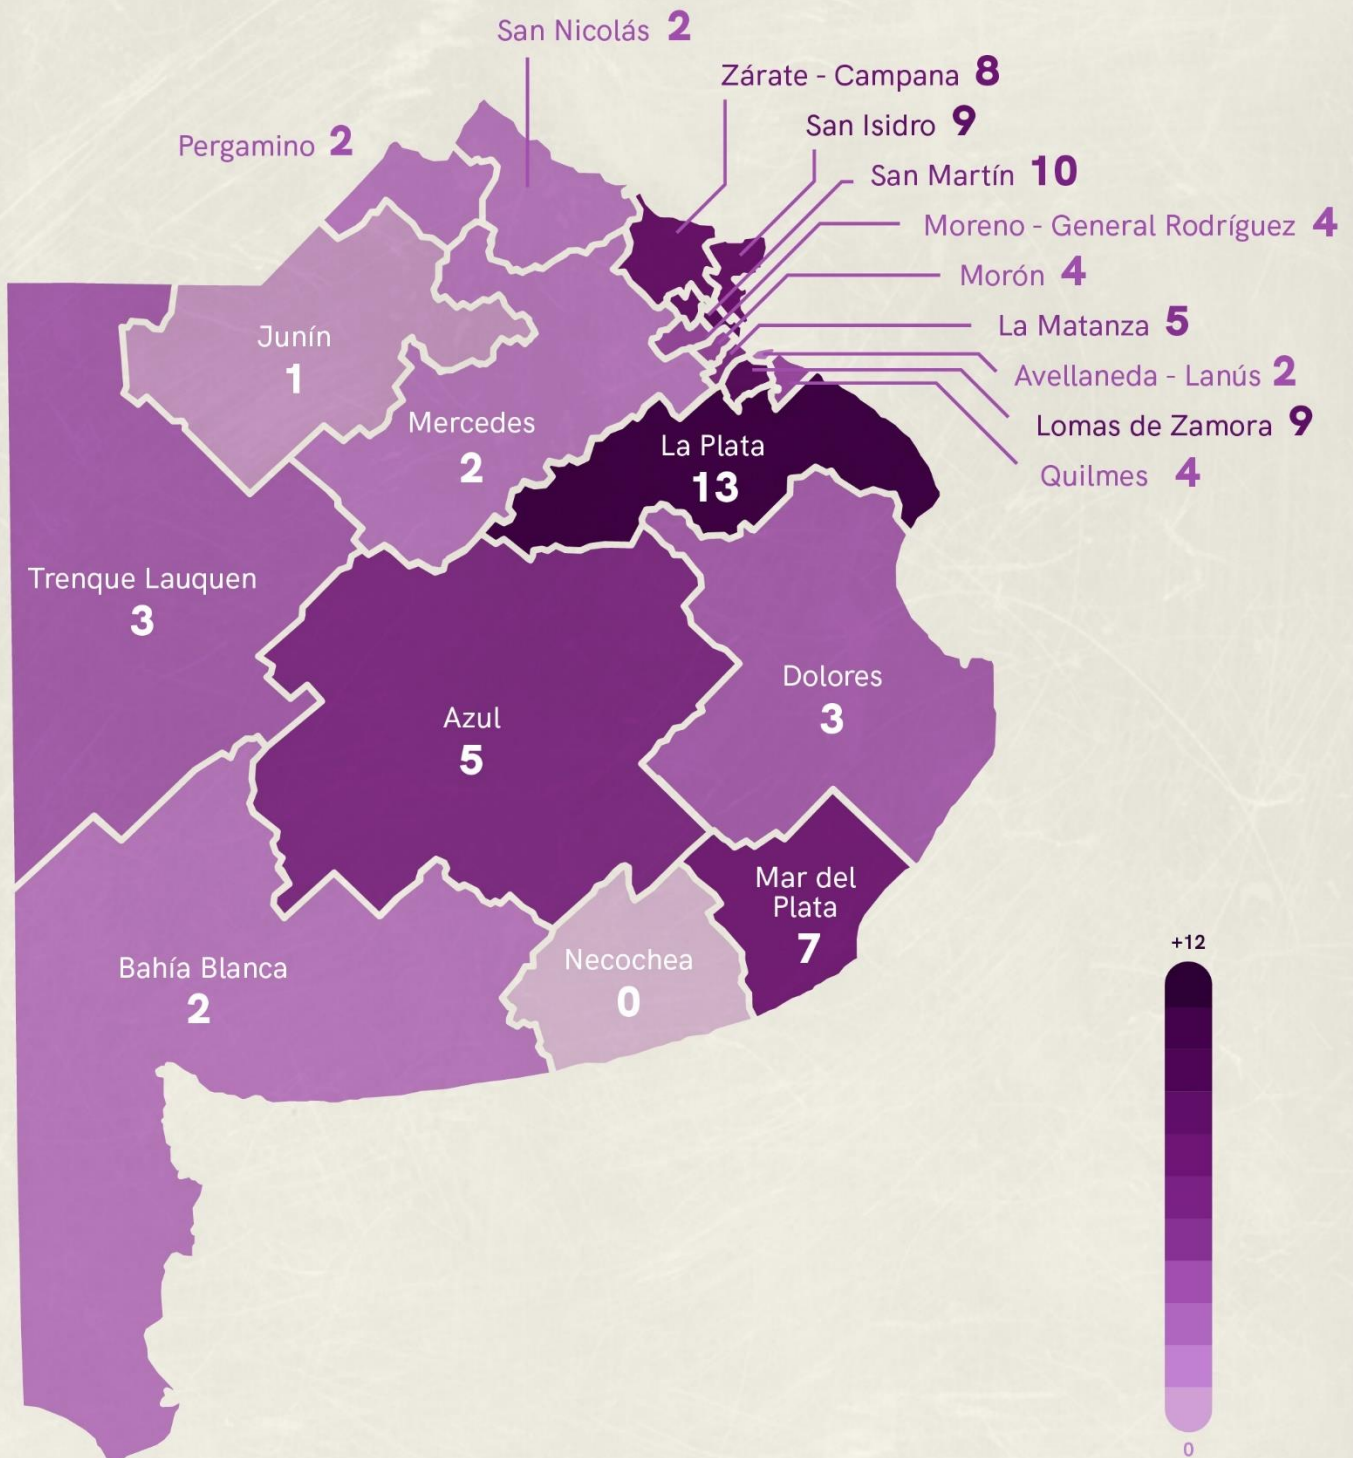 San Nicolás 2
Zárate - Campana 8
San Isidro 9
Pergamino 2
San Martín 10
Moreno - General Rodríguez 4
Morón 4
La Matanza 5
Junín
1
Avellaneda - Lanús 2
Mercedes
2
Lomas de Zamora 9
La Plata
13
Quilmes 4
Trenque Lauquen
3
Dolores
3
Azul
5
Mar del
Plata
7
Necochea
0
Bahía Blanca
2
+12
0